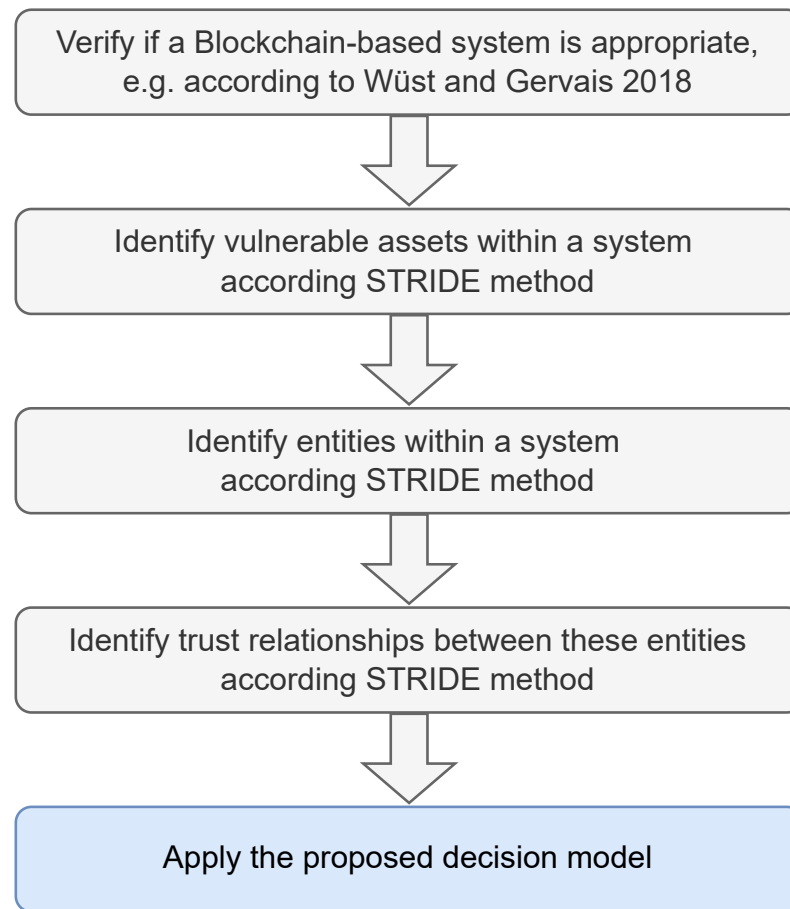 Verify if a Blockchain-based system is appropriate,
e.g. according to Wüst and Gervais 2018
Identify vulnerable assets within a system
according STRIDE method
Identify entities within a system
according STRIDE method
Identify trust relationships between these entities
according STRIDE method
Apply the proposed decision model